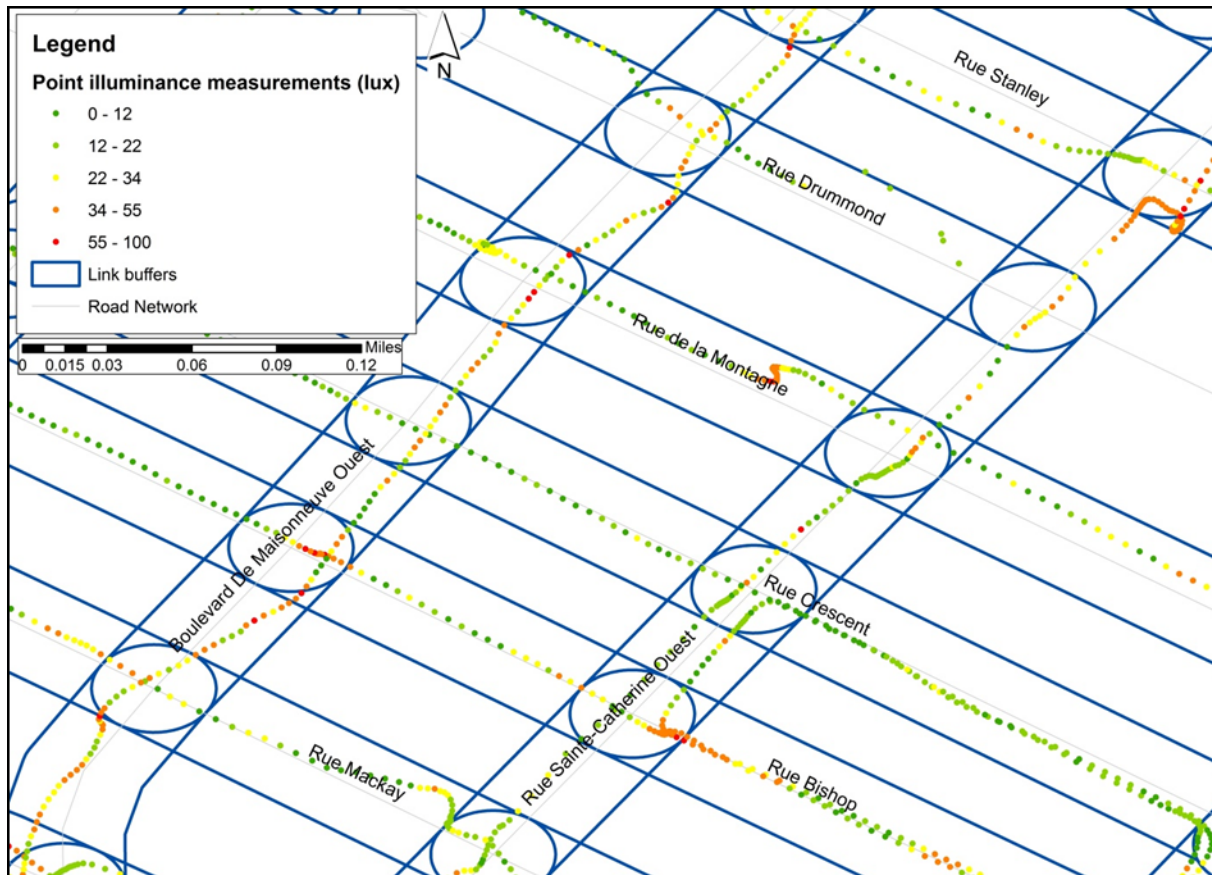 Legend
Point illuminance measurements (lux)
0 - 12
12 - 22
22 - 34
34 - 55
55 - 100
Link buffers
Road Network
Miles
0 0.015 0.03 0.06 0.09 0.12
N
Rue Stanley
Rue Drummond
Rue de la Montagne
Boulevard De Maisonneuve Ouest
Rue Crescent
Rue Sainte-Catherine Ouest
Rue Mackay
Rue Bishop